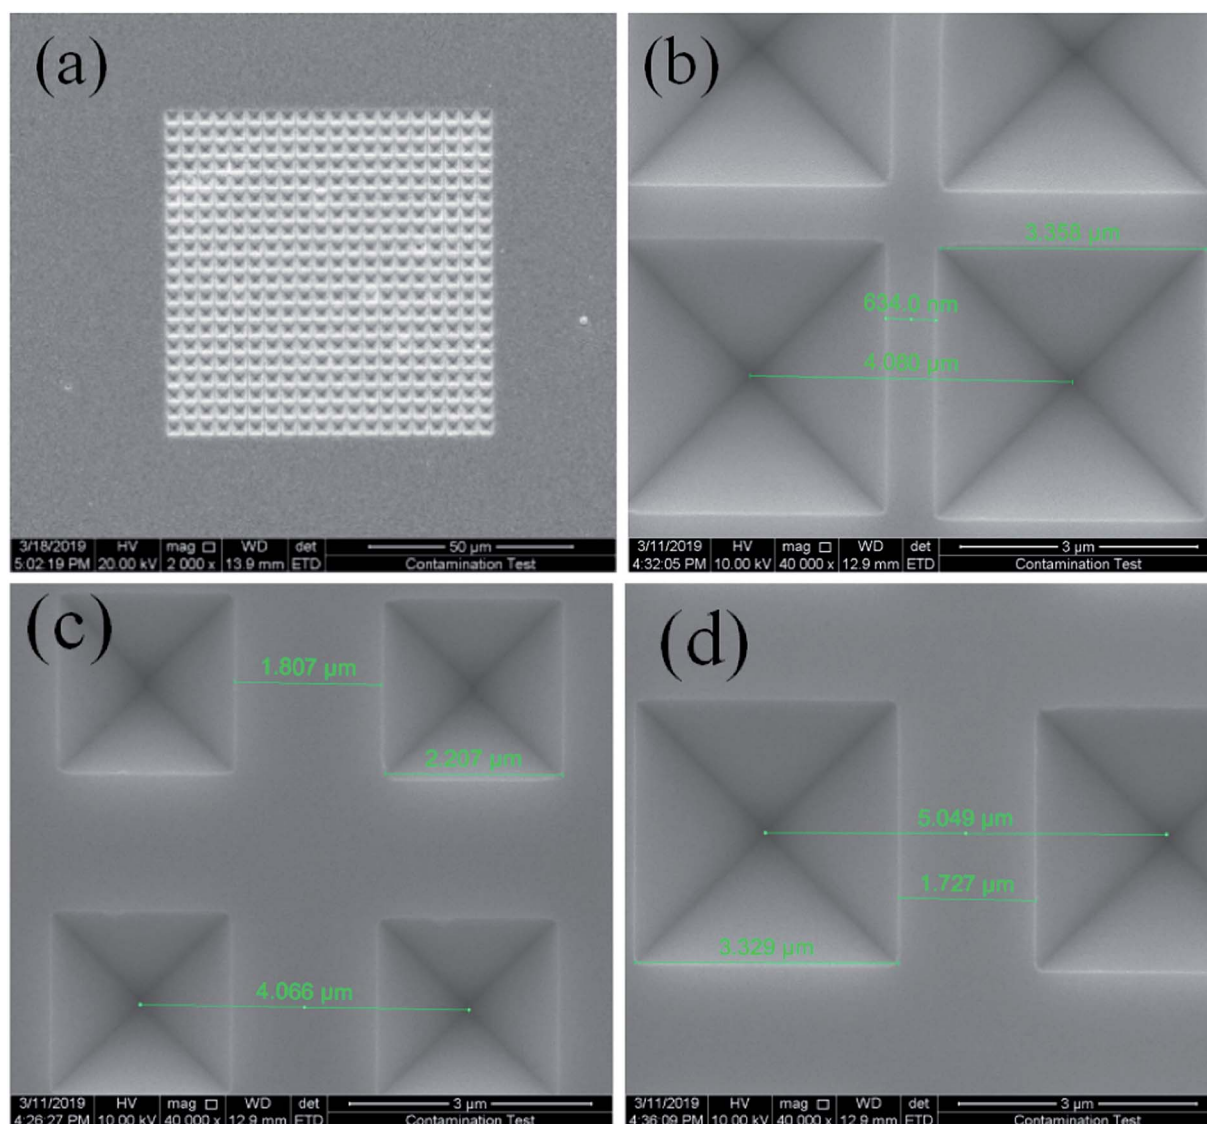 (a)
3/18/2019 HV mag WD det 50 µm
5:02:19 PM 20.00 kV 2 000 x 13.9 mm ETD Contamination Test
(b)
3.358 µm
634.0 nm
4.080 µm
3/11/2019 HV mag WD det 3 µm
4:32:05 PM 10.00 kV 40 000 x 12.9 mm ETD Contamination Test
(c)
1.807 µm
2.207 µm
4.066 µm
3/11/2019 HV mag WD det 3 µm
4:26:27 PM 10.00 kV 40 000 x 12.9 mm ETD Contamination Test
(d)
5.049 µm
1.727 µm
3.329 µm
3/11/2019 HV mag WD det 3 µm
4:36:09 PM 10.00 kV 40 000 x 12.9 mm ETD Contamination Test